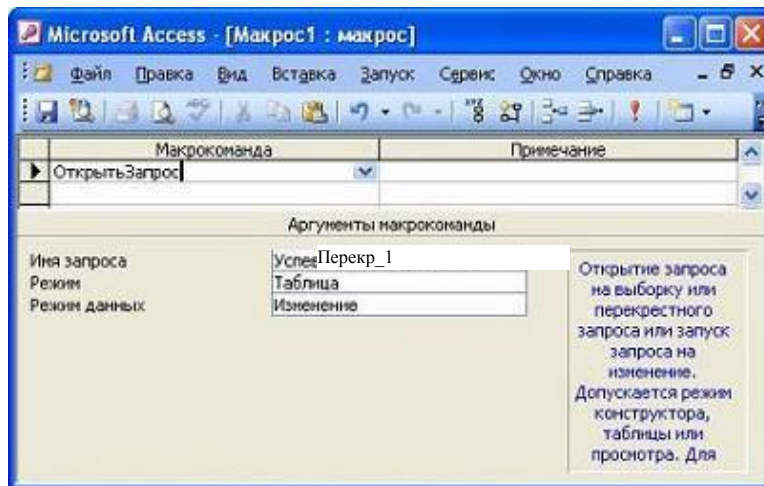 Microsoft Access - [Макрос1 : макрос]
Файл Правка Вид Вставка Запуск Сервис Окно Справка
Макрокоманда Примечание
ОткрытьЗапрос
Аргументы макрокоманды
Имя запроса Успев Перекр_1
Режим Таблица
Режим данных Изменение
Открытие запроса
на выборку или
перекрестного
запроса или запуск
запроса на
изменение.
Допускается режим
конструктора,
таблицы или
просмотра. Для